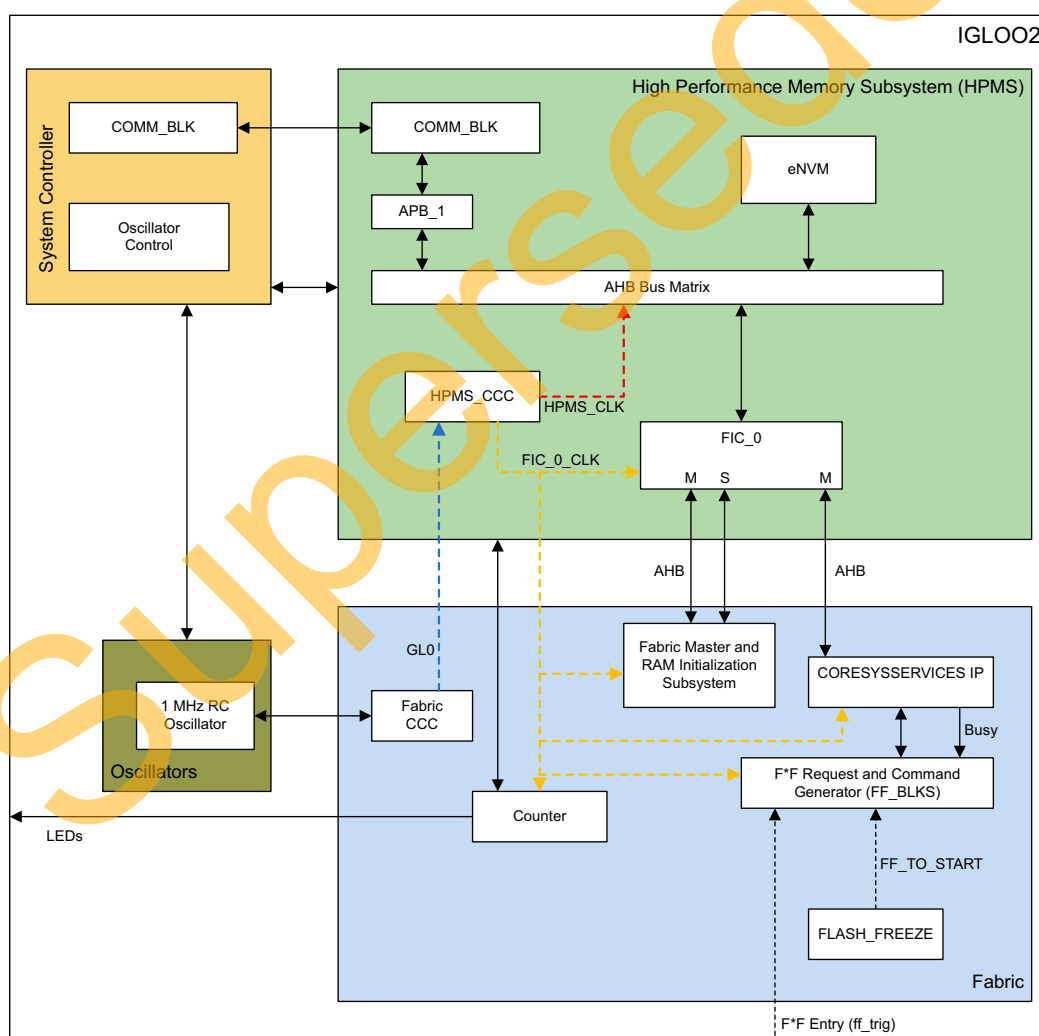 IGLOO2
High Performance Memory Subsystem (HPMS)
System Controller
COMM_BLK
COMM_BLK
eNVM
APB_1
Oscillator
Control
AHB Bus Matrix
HPMS_CCC
HPMS_CLK
FIC_0
M S M
FIC_0_CLK
AHB
AHB
GL0
Fabric Master and
RAM Initialization
Subsystem
CORESYSSERVICES IP
1 MHz RC
Oscillator
Fabric
CCC
Busy
Oscillators
F*F Request and Command
Generator (FF_BLKS)
Counter
LEDs
FF_TO_START
FLASH_FREEZE
Fabric
F*F Entry (ff_trig)